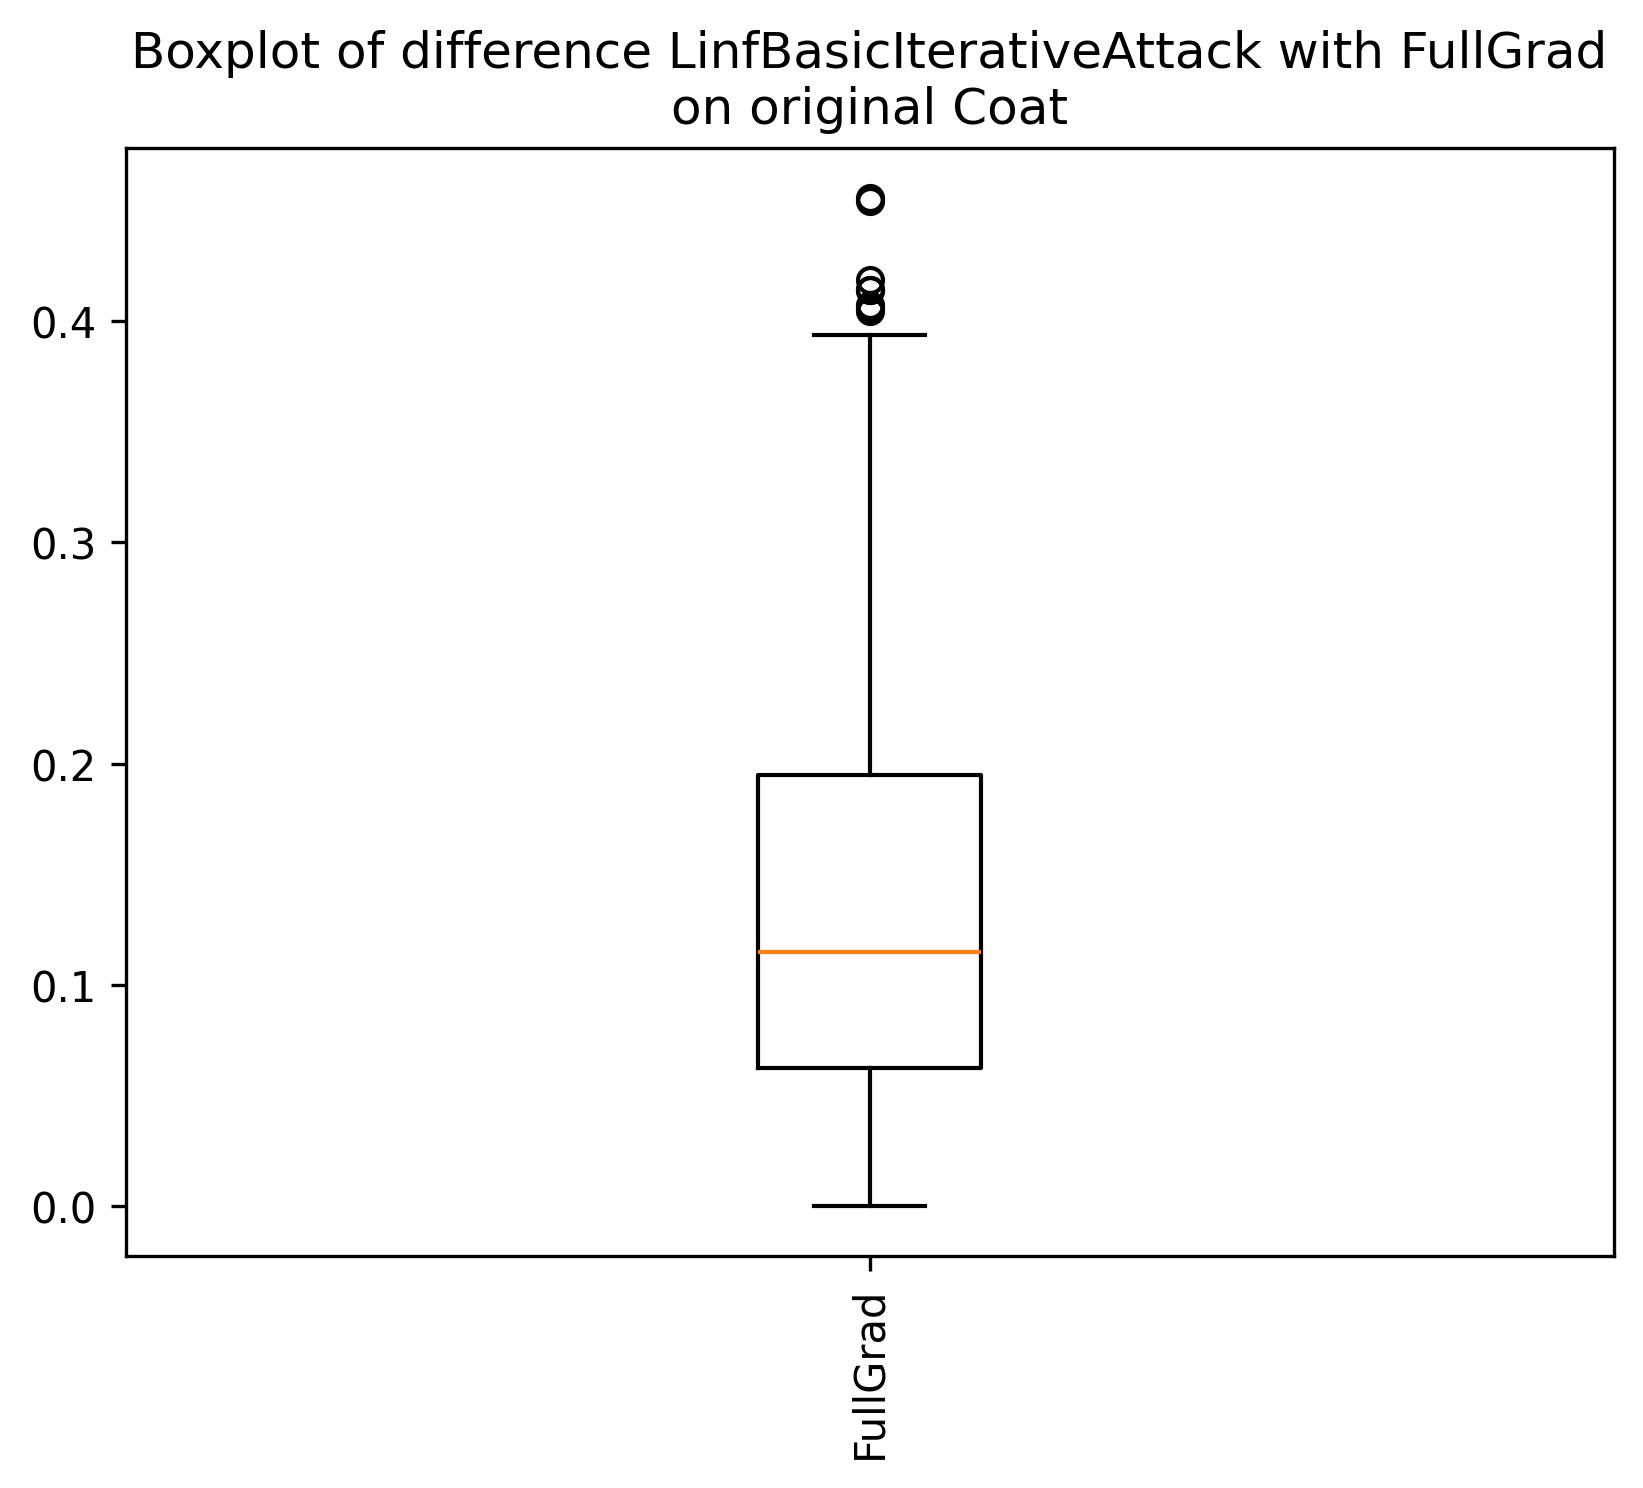 Boxplot of difference LinfBasicIterativeAttack with FullGrad
on original Coat
0.4
0.3
0.2
0.1
0.0
FullGrad